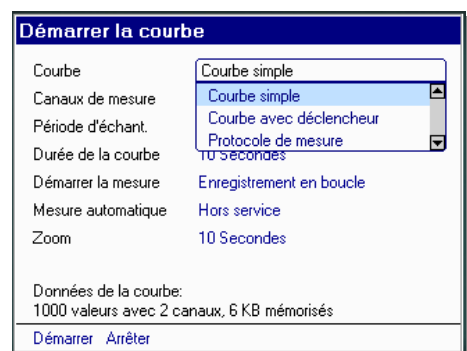 Démarrer la courbe
Courbe Courbe simple
Canaux de mesure Courbe simple
Période d'échant. Courbe avec déclencheur
Protocole de mesure
Durée de la courbe 10 Secondes
Démarrer la mesure Enregistrement en boucle
Mesure automatique Hors service
Zoom 10 Secondes
Données de la courbe:
1000 valeurs avec 2 canaux, 6 KB mémorisés
Démarrer Arrêter